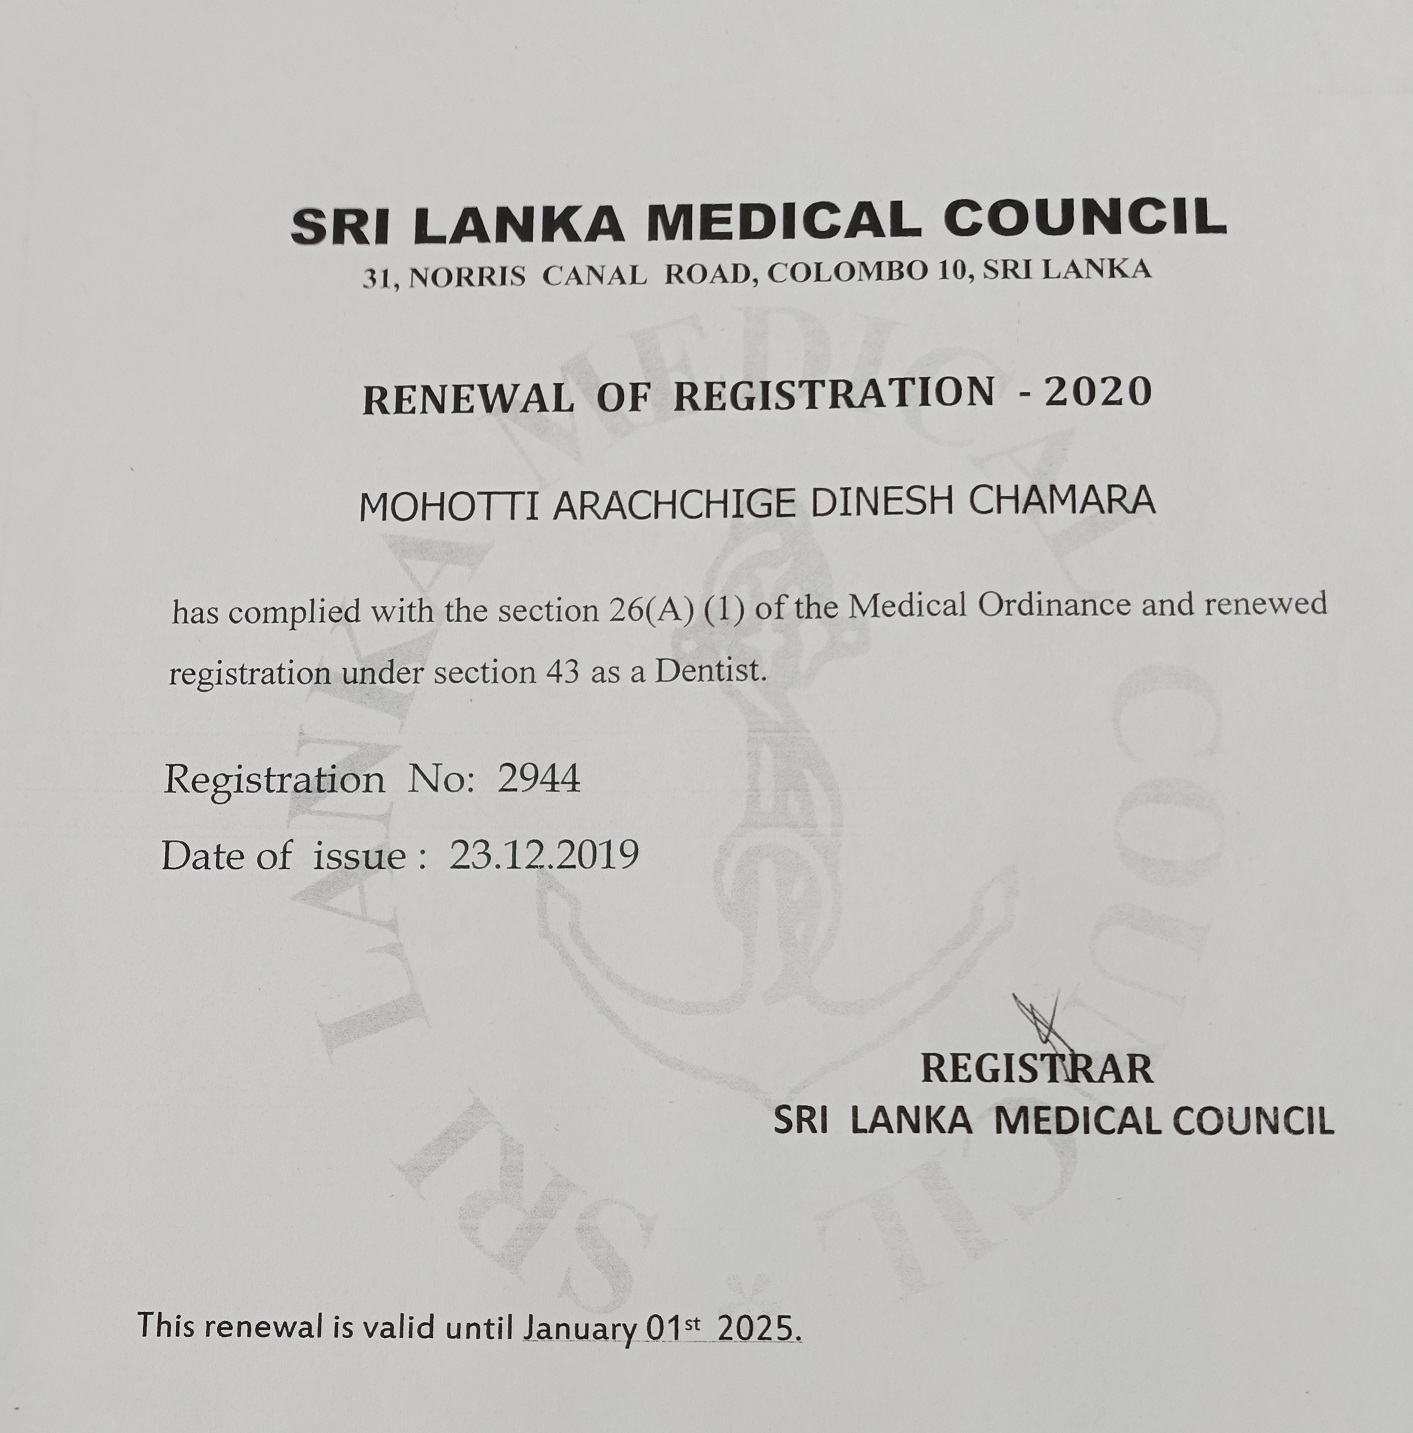 SRI LANKA MEDICAL COUNCIL
31, NORRIS CANAL ROAD, COLOMBO 10, SRI LANKA
RENEWAL OF REGISTRATION - 2020
MOHOTTI ARACHCHIGE DINESH CHAMARA
has complied with the section 26(A) (1) of the Medical Ordinance and renewed
registration under section 43 as a Dentist.
Registration No: 2944
Date of issue : 23.12.2019
REGISTRAR
SRI LANKA MEDICAL COUNCIL
This renewal is valid until January 01st 2025.
SRI LANKA MEDICAL COUNCIL *